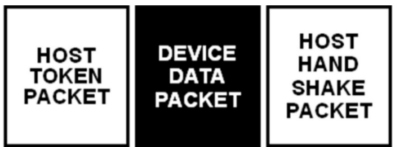 HOST
TOKEN
PACKET
DEVICE
DATA
PACKET
HOST
HAND
SHAKE
PACKET